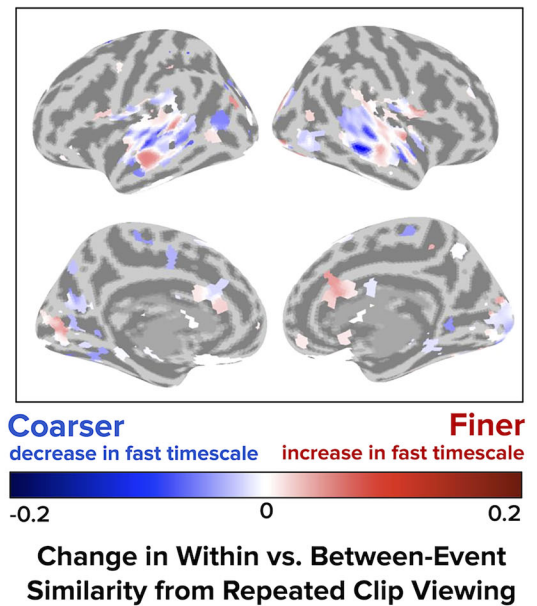 Coarser
Finer
decrease in fast timescale
increase in fast timescale
-0.2
0
0.2
Change in Within vs. Between-Event
Similarity from Repeated Clip Viewing